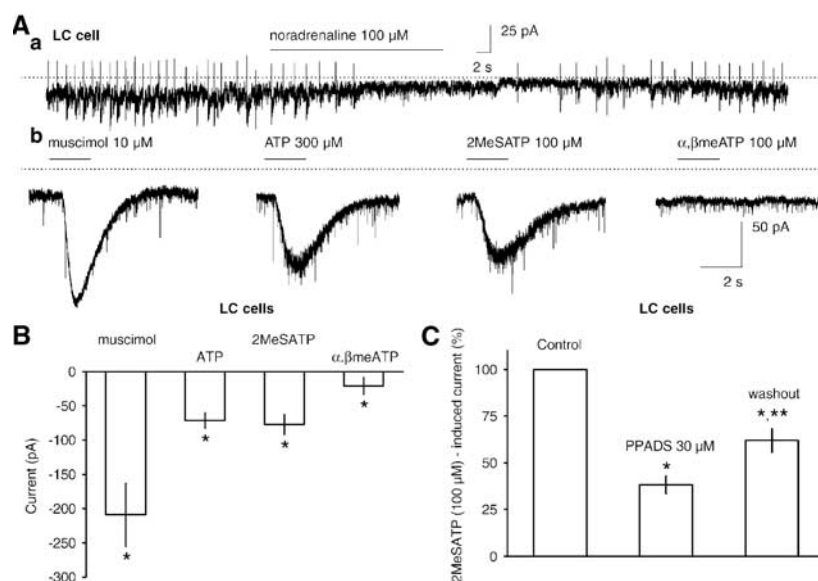 A
a
LC cell
noradrenaline 100 μM
25 pA
2 s
b
muscimol 10 μM
ATP 300 μM
2MeSATP 100 μM
α,βmeATP 100 μM
50 pA
2 s
LC cells
LC cells
B
muscimol
ATP
2MeSATP
α,βmeATP
0
-50
-100
-150
-200
-250
-300
Current (pA)
*
*
*
*
C
2MeSATP (100 μM) - induced current (%)
100
75
50
25
0
Control
PPADS 30 μM
*
washout
*,**